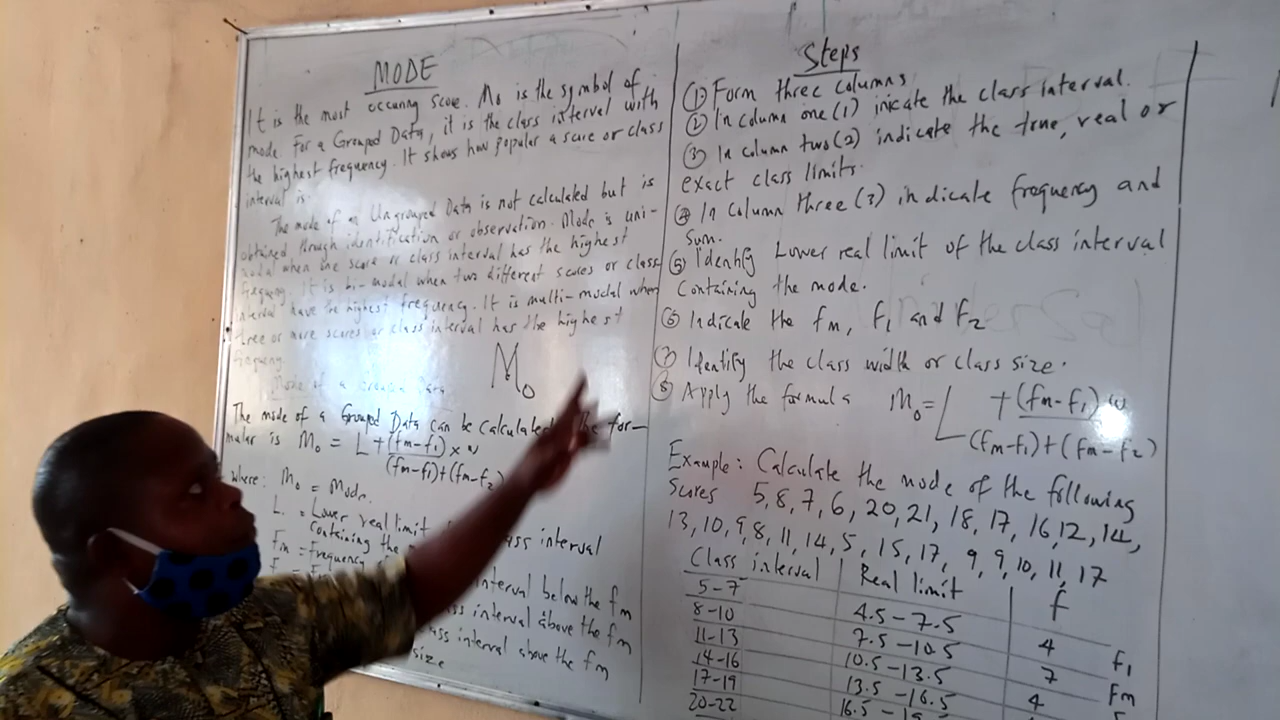 MODE
It is the most occuring score. Mo is the symbol of
mode. For a Grouped Data, it is the class interval with
the highest frequency. It shows how popular a score or class
interval is.
The mode of an Ungrouped Data is not calculated but is
obtained through identification or observation. Mode is uni-
modal when one score or class interval has the highest
frequency. It is bi-modal when two different scores or class
interval have the highest frequency. It is multi-modal when
three or more scores or class interval has the highest
frequency.
Mode of a Grouped Data
Mo
The mode of a Grouped Data can be calculated. The for-
mular is Mo = L + (fm-f1) × w
(fm-f1)+(fm-f2)
where: Mo = Mode.
L. = Lower real limit class interval
containing the
Fm = frequency
interval below the fm
class interval above the fm
class interval above the fm
size
Steps
(1) Form three columns
(2) In column one (1) inicate the class interval.
(3) In column two (2) indicate the true, real or
exact class limits.
(4) In Column three (3) indicate frequency and
Sum.
(5) Identify Lower real limit of the class interval
Containing the mode.
(6) Indicate the fm, F1 and F2
(7) Identify the class width or class size.
(8) Apply the formula Mo = L + (fm-f1) w
(fm-f1)+(fm-f2)
Example: Calculate the mode of the following
Scores 5,8,7,6,20,21,18,17,16,12,14,
13,10,9,8,11,14,5,15,17,9,9,10,11,17
Class interval Real limit f
5-7 4.5-7.5 4 f1
8-10 7.5-10.5 7 Fm
11-13 10.5-13.5 4
14-16 13.5-16.5
17-19 16.5
20-22